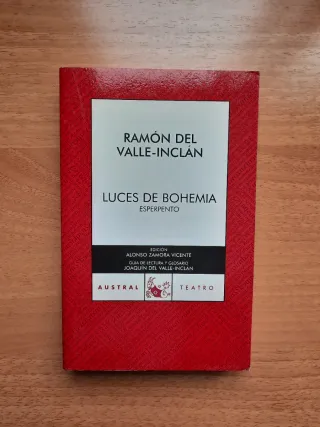 RAMÓN DEL
VALLE-INCLÁN
LUCES DE BOHEMIA
ESPERPENTO
EDICIÓN
ALONSO ZAMORA VICENTE
GUÍA DE LECTURA Y GLOSARIO
JOAQUÍN DEL VALLE-INCLÁN
AUSTRAL TEATRO